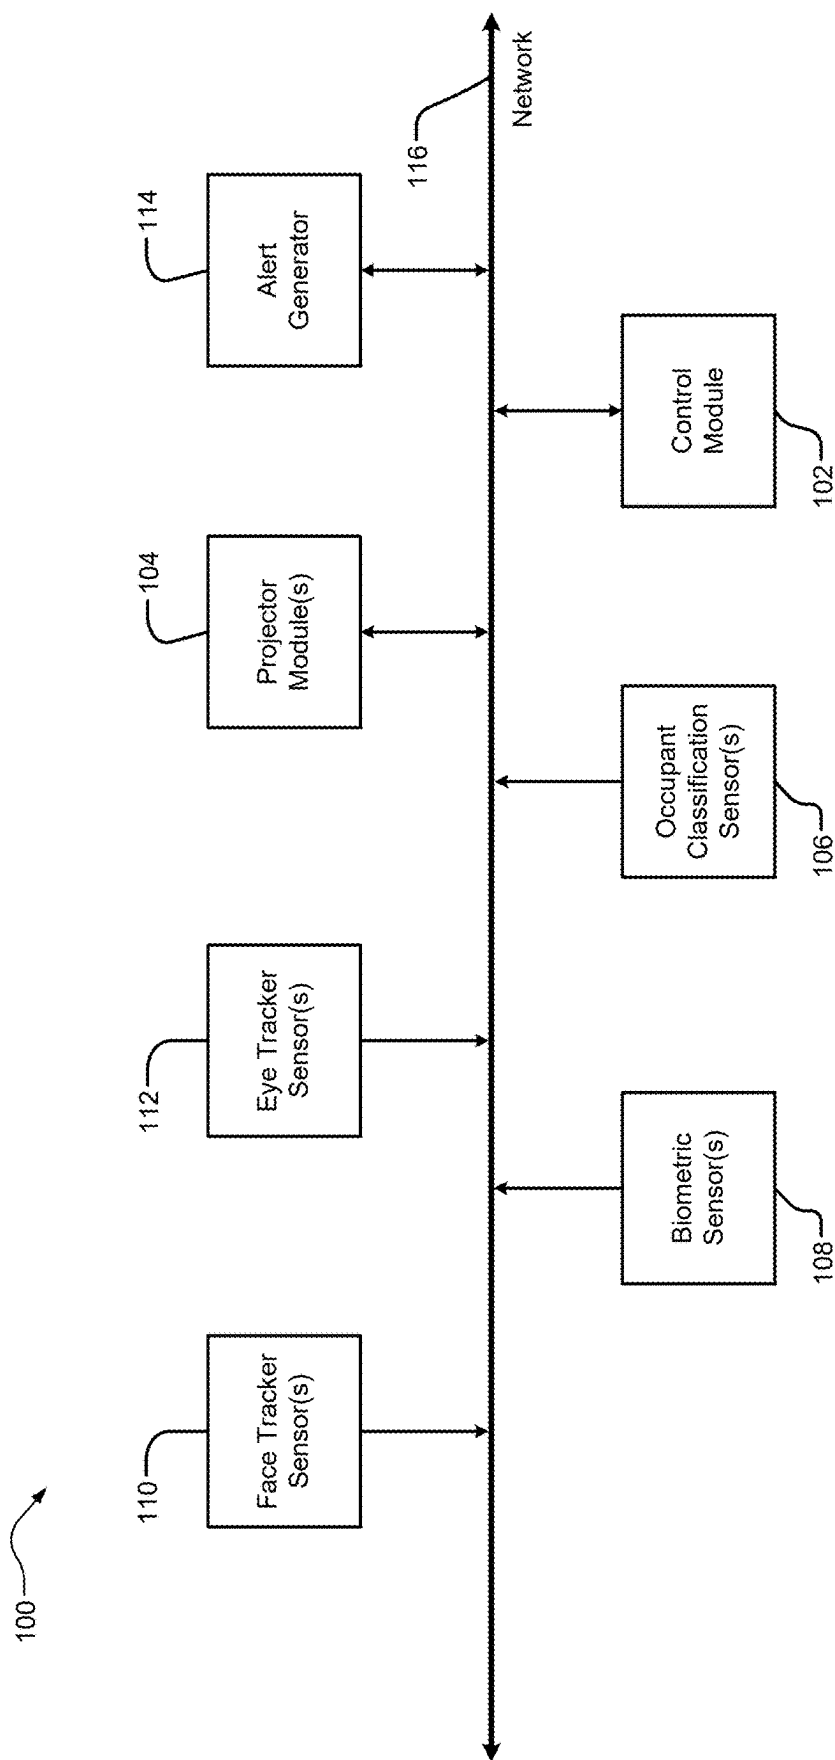 100
110
Face Tracker
Sensor(s)
112
Eye Tracker
Sensor(s)
104
Projector
Module(s)
114
Alert
Generator
116
Network
Biometric
Sensor(s)
108
Occupant
Classification
Sensor(s)
106
Control
Module
102